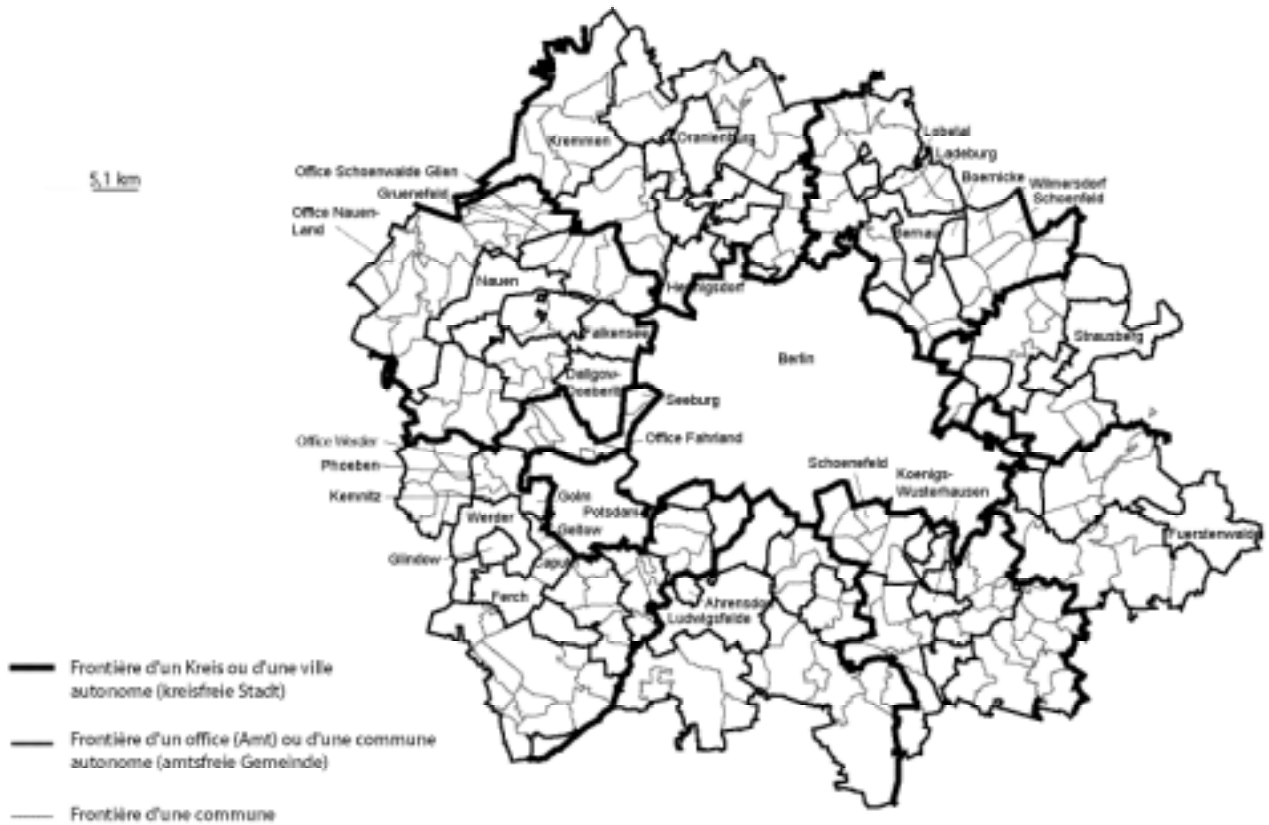 Kremmen
Oranienburg
Lobetal
Ladeburg
Office Schoenwalde Glien
Boernicke
Wilmersdorf
Schoenfeld
5,1 km
Gruenefeld
Office Nauen-
Land
Bernau
Nauen
Hennigsdorf
Falkensee
Strausberg
Berlin
Dallgow-
Doeberitz
Seeburg
Office Werder
Office Fahrland
Phoeben
Schoenefeld
Koenigs-
Wusterhausen
Kemnitz
Golm
Potsdam
Werder
Geltow
Fuerstenwalde
Glindow
Caputh
Ferch
Ahrensdorf
Ludwigsfelde
Frontière d'un Kreis ou d'une ville
autonome (kreisfreie Stadt)
Frontière d'un office (Amt) ou d'une commune
autonome (amtsfreie Gemeinde)
Frontière d'une commune